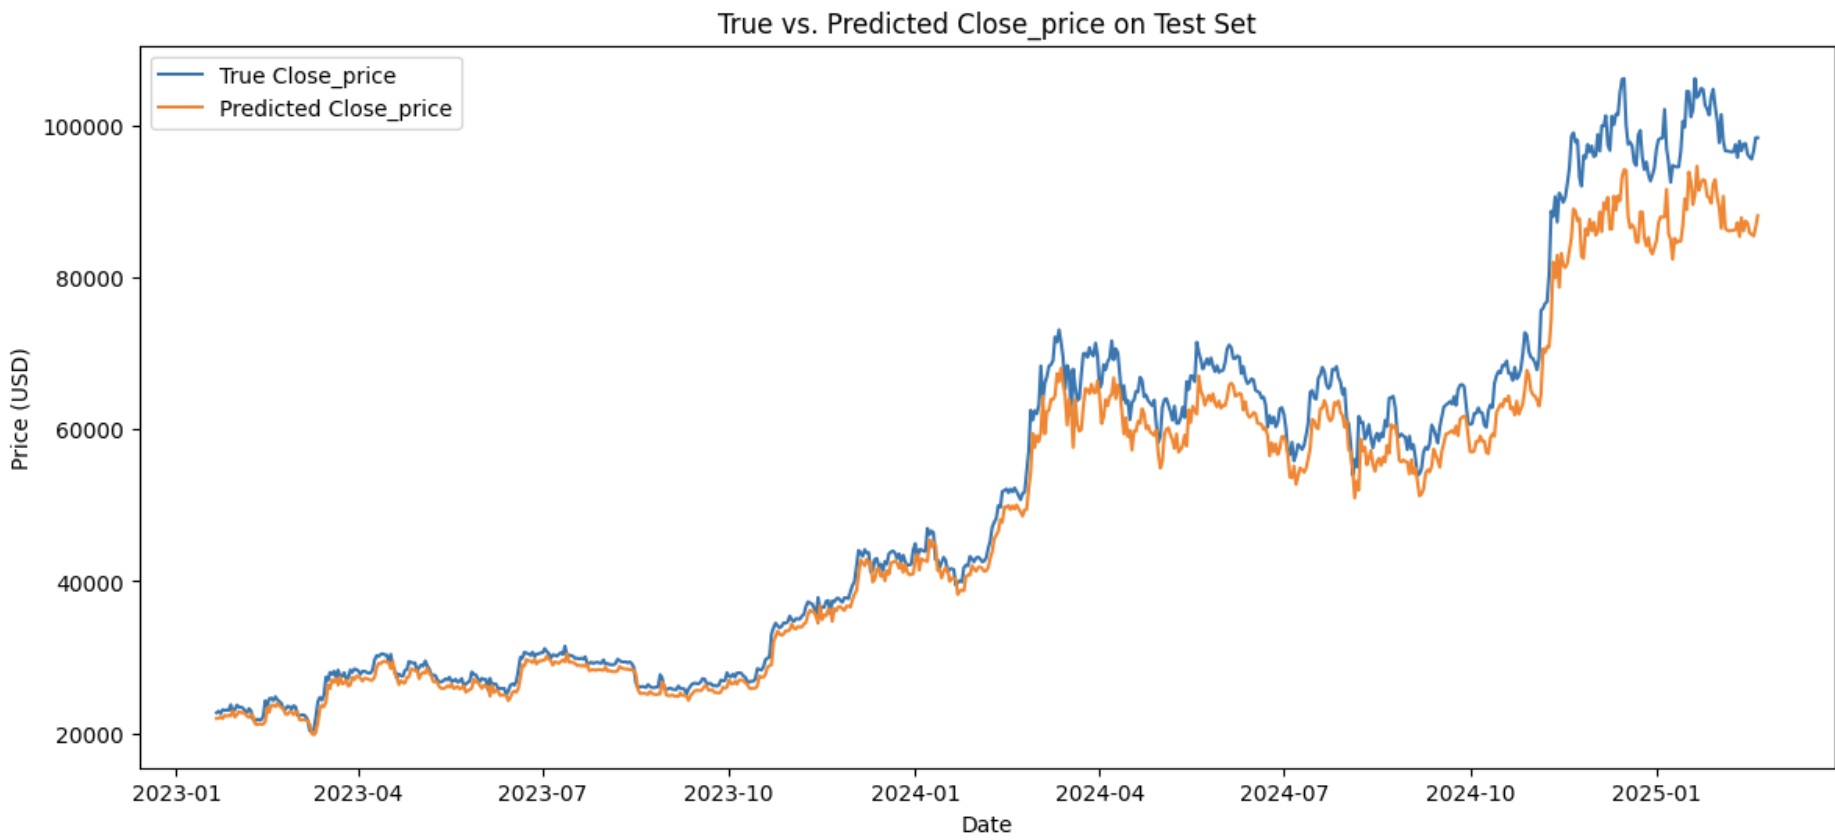 True vs. Predicted Close_price on Test Set
True Close_price
Predicted Close_price
100000
80000
60000
40000
20000
Price (USD)
2023-01 2023-04 2023-07 2023-10 2024-01 2024-04 2024-07 2024-10 2025-01
Date